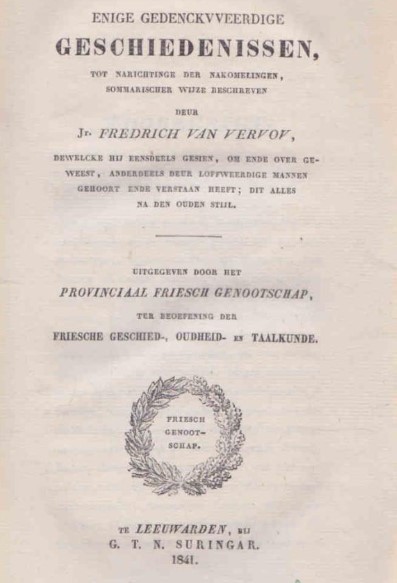 ENIGE GEDENCKVVEERDIGE
GESCHIEDENISSEN,
TOT NARICHTINGE DER NAKOMELINGEN,
SOMMARISCHER WIJZE BESCHREVEN
DEUR
Jr. FREDRICH VAN VERVOV,
DEWELCKE HIJ EENSDEELS GESIEN, OM ENDE OVER GE-
WEEST, ANDERDEELS DEUR LOFFWEERDIGE MANNEN
GEHOORT ENDE VERSTAAN HEEFT; DIT ALLES
NA DEN OUDEN STIJL.
UITGEGEVEN DOOR HET
PROVINCIAAL FRIESCH GENOOTSCHAP,
TER BEOEFENING DER
FRIESCHE GESCHIED-, OUDHEID- EN TAALKUNDE.
FRIESCH
GENOOT-
SCHAP.
TE LEEUWARDEN, BIJ
G. T. N. SURINGAR.
1841.